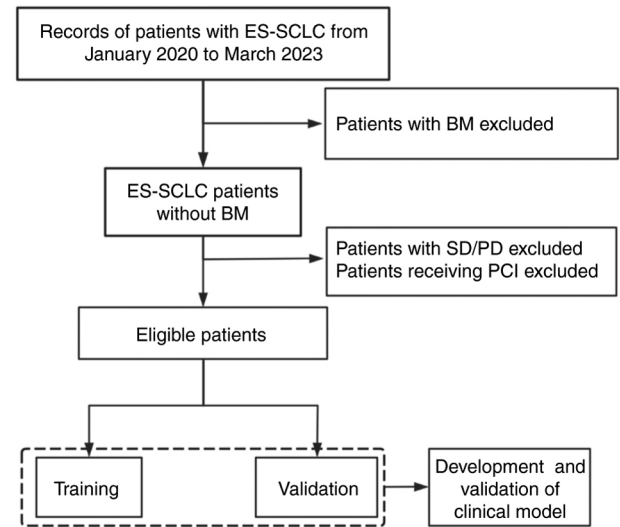 Records of patients with ES-SCLC from
January 2020 to March 2023
Patients with BM excluded
ES-SCLC patients
without BM
Patients with SD/PD excluded
Patients receiving PCI excluded
Eligible patients
Training
Validation
Development and
validation of
clinical model